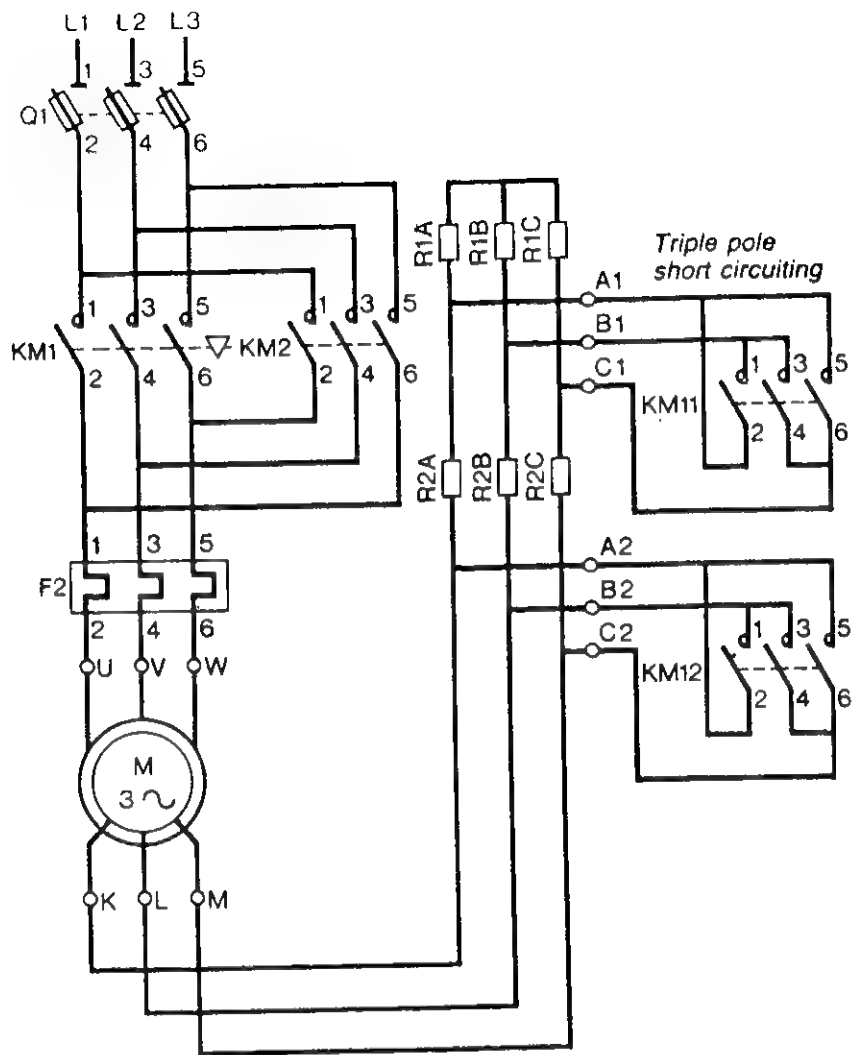 L1 L2 L3
1 3 5
Q1
2 4 6
R1A R1B R1C
Triple pole
short circuiting
A1
1 3 5
1 3 5
B1
KM1
KM2
C1
1 3 5
2 4 6
2 4 6
KM11
2 4 6
R2A R2B R2C
1 3 5
A2
F2
B2
2 4 6
C2
1 3 5
U V W
KM12
2 4 6
M
3
K L M